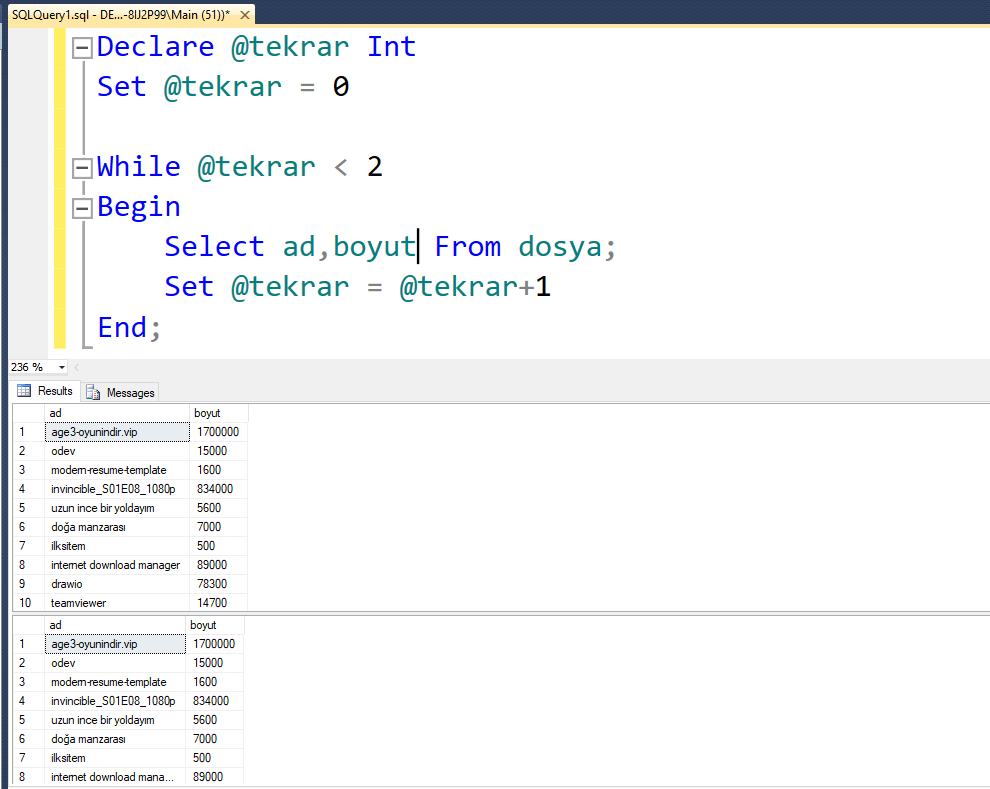 SQLQuery1.sql - DE...-8IJ2P99\Main (51))* ×
Declare @tekrar Int
Set @tekrar = 0
While @tekrar < 2
Begin
Select ad,boyut From dosya;
Set @tekrar = @tekrar+1
End;
236 %
Results Messages
ad boyut
1 age3-oyunindir.vip 1700000
2 odev 15000
3 modern-resume-template 1600
4 invincible_S01E08_1080p 834000
5 uzun ince bir yoldayım 5600
6 doğa manzarası 7000
7 ilksitem 500
8 internet download manager 89000
9 drawio 78300
10 teamviewer 14700
ad boyut
1 age3-oyunindir.vip 1700000
2 odev 15000
3 modern-resume-template 1600
4 invincible_S01E08_1080p 834000
5 uzun ince bir yoldayım 5600
6 doğa manzarası 7000
7 ilksitem 500
8 internet download mana... 89000